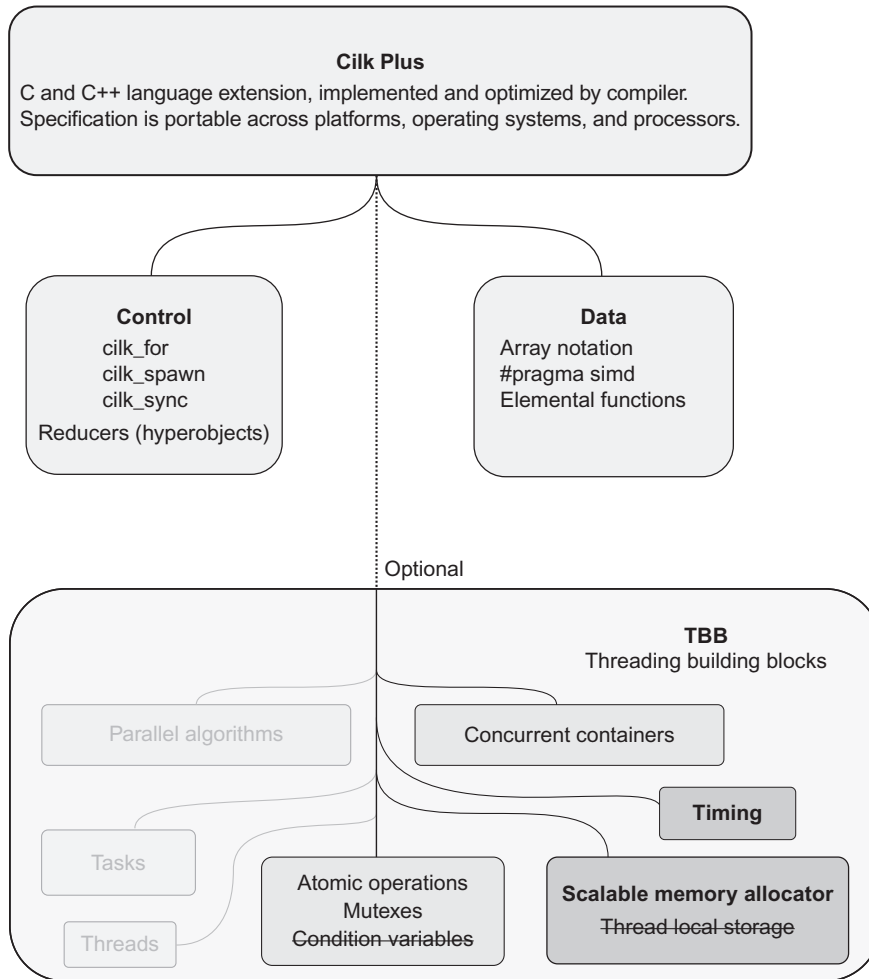 Cilk Plus
C and C++ language extension, implemented and optimized by compiler.
Specification is portable across platforms, operating systems, and processors.
Control
cilk_for
cilk_spawn
cilk_sync
Reducers (hyperobjects)
Data
Array notation
#pragma simd
Elemental functions
Optional
TBB
Threading building blocks
Parallel algorithms
Concurrent containers
Timing
Tasks
Atomic operations
Mutexes
Condition variables
Scalable memory allocator
Thread local storage
Threads